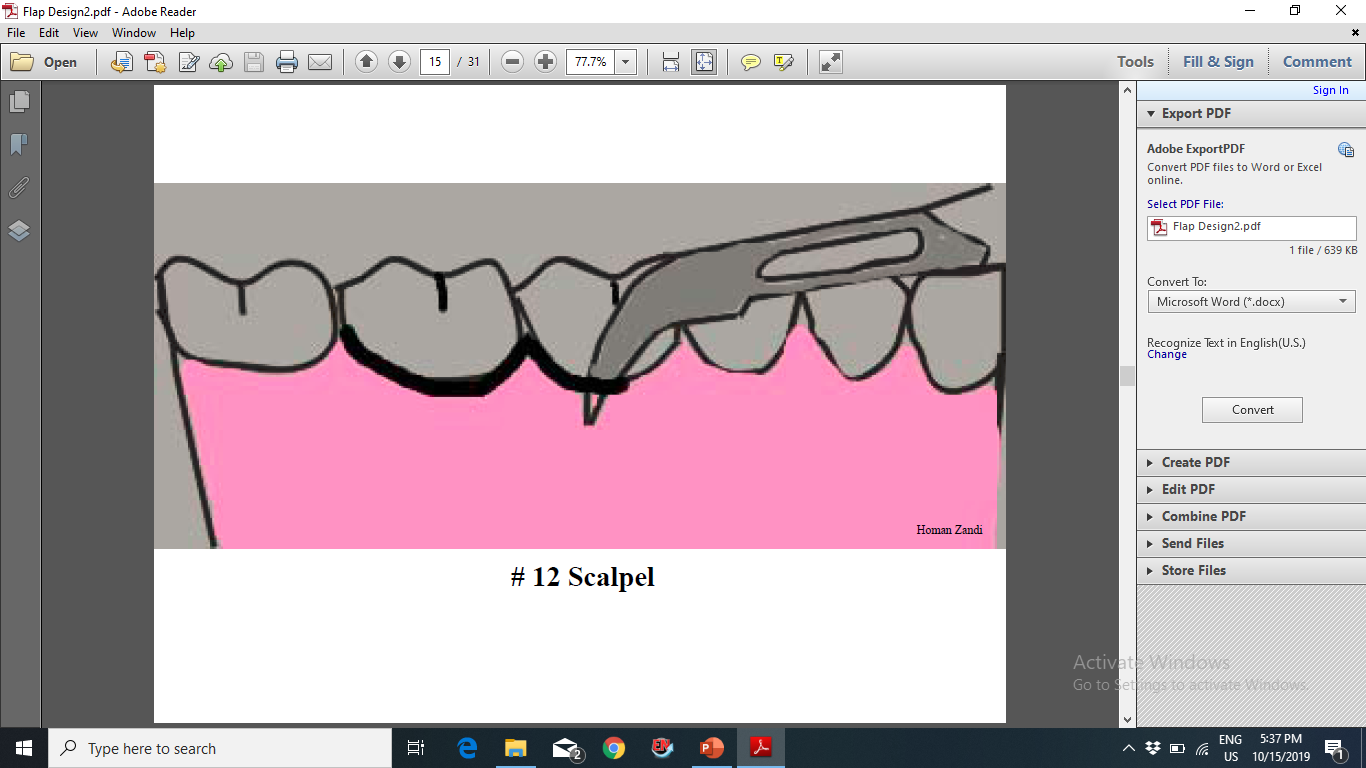 Flap Design2.pdf - Adobe Reader
File Edit View Window Help
Open 15 / 31 77.7% Tools Fill & Sign Comment
Sign In
Export PDF
Adobe ExportPDF
Convert PDF files to Word or Excel
online.
Select PDF File:
Flap Design2.pdf
1 file / 639 KB
Convert To:
Microsoft Word (*.docx)
Recognize Text in English(U.S.)
Change
Convert
Create PDF
Edit PDF
Combine PDF
Send Files
Store Files
Homan Zandi
# 12 Scalpel
Activate Windows
Go to Settings to activate Windows.
Type here to search
2
ENG
US
5:37 PM
10/15/2019
1